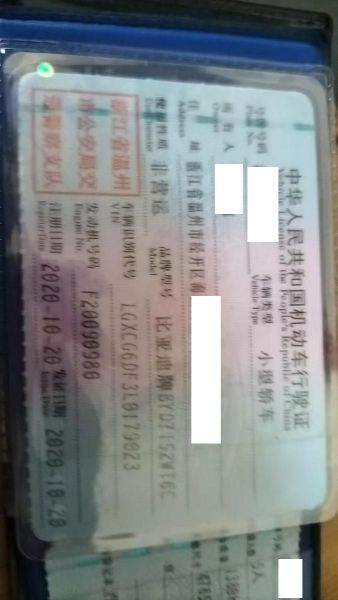 中华人民共和国机动车行驶证
Vehicle License of the People's Republic of China
号牌号码
Plate No.
车辆类型 小型轿车
Vehicle Type
所有人
Owner
住址 浙江省温州市经开区
Address
使用性质 非营运
Use Character
品牌型号 比亚迪牌BYD7152WT6C
Model
浙江省温州
市公安局交
通警察支队
车辆识别代号 LGXCG6DF3L0179823
VIN
发动机号码 F20090980
Engine No.
注册日期 2020-10-28
Register Date
发证日期 2020-10-28
Issue Date
5人